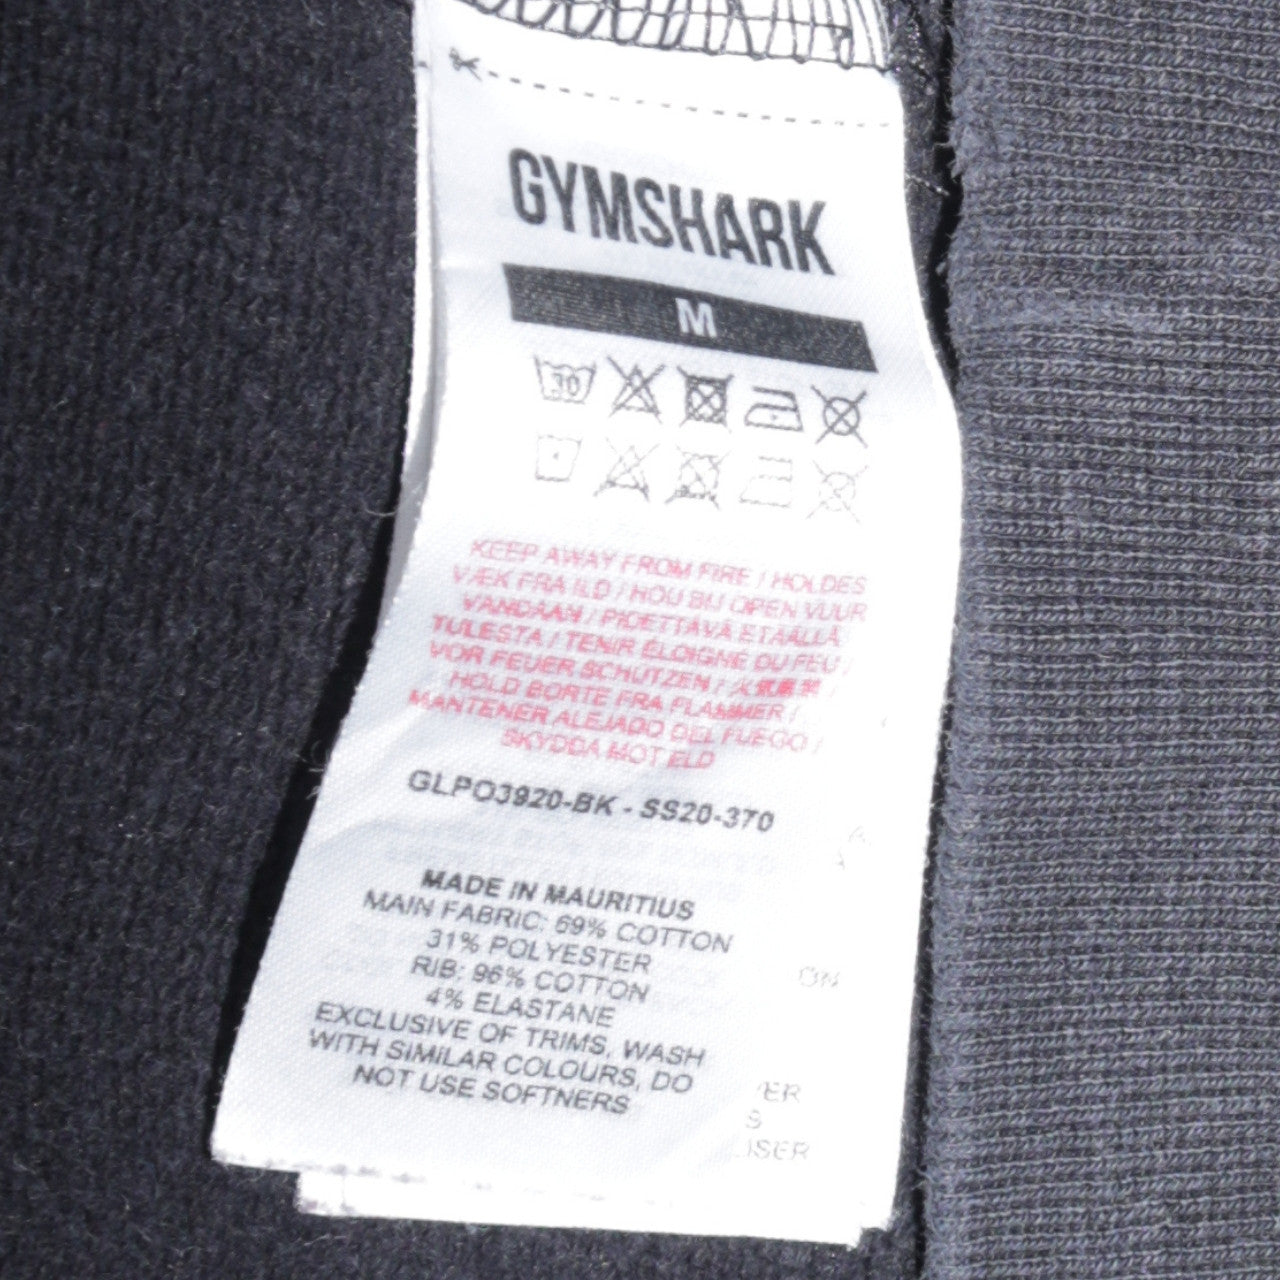 GYMSHARK
M
30
KEEP AWAY FROM FIRE / HOLDES
VÆK FRA ILD / HOU BIJ OPEN VUUR
VANDAAN / PIDETTÄVÄ ETÄÄLLÄ
TULESTA / TENIR ÉLOIGNÉ DU FEU /
VOR FEUER SCHÜTZEN /
HOLD BORTE FRA FLAMMER /
MANTENER ALEJADO DEL FUEGO /
SKYDDA MOT ELD
GLPO3920-BK - SS20-370
MADE IN MAURITIUS
MAIN FABRIC: 69% COTTON
31% POLYESTER
RIB: 96% COTTON
4% ELASTANE
EXCLUSIVE OF TRIMS, WASH
WITH SIMILAR COLOURS, DO
NOT USE SOFTNERS